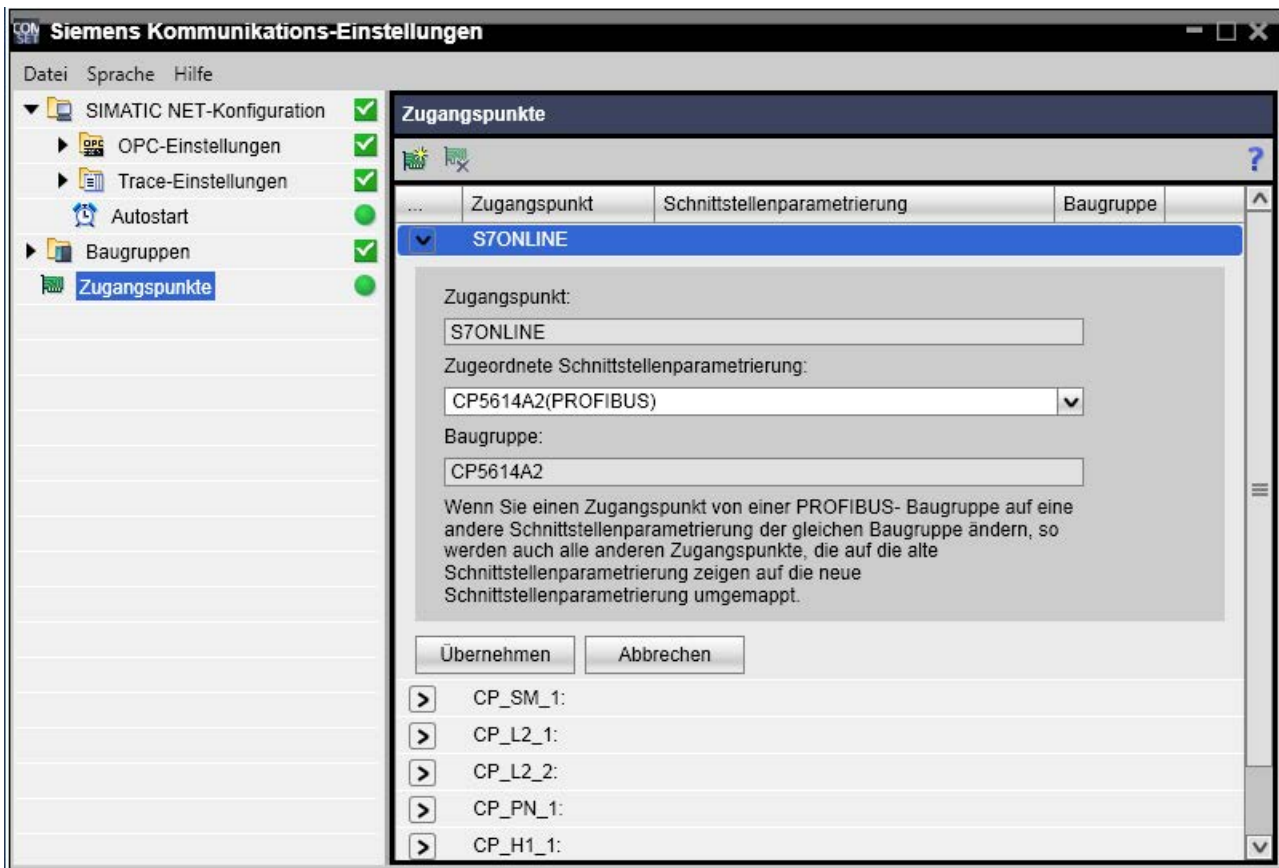 CON
SET
Siemens Kommunikations-Einstellungen
Datei Sprache Hilfe
SIMATIC NET-Konfiguration
OPC
OPC-Einstellungen
Trace-Einstellungen
Autostart
Baugruppen
Zugangspunkte
Zugangspunkte
?
... Zugangspunkt Schnittstellenparametrierung Baugruppe
S7ONLINE
Zugangspunkt:
S7ONLINE
Zugeordnete Schnittstellenparametrierung:
CP5614A2(PROFIBUS)
Baugruppe:
CP5614A2
Wenn Sie einen Zugangspunkt von einer PROFIBUS- Baugruppe auf eine
andere Schnittstellenparametrierung der gleichen Baugruppe ändern, so
werden auch alle anderen Zugangspunkte, die auf die alte
Schnittstellenparametrierung zeigen auf die neue
Schnittstellenparametrierung umgemappt.
Übernehmen Abbrechen
CP_SM_1:
CP_L2_1:
CP_L2_2:
CP_PN_1:
CP_H1_1: